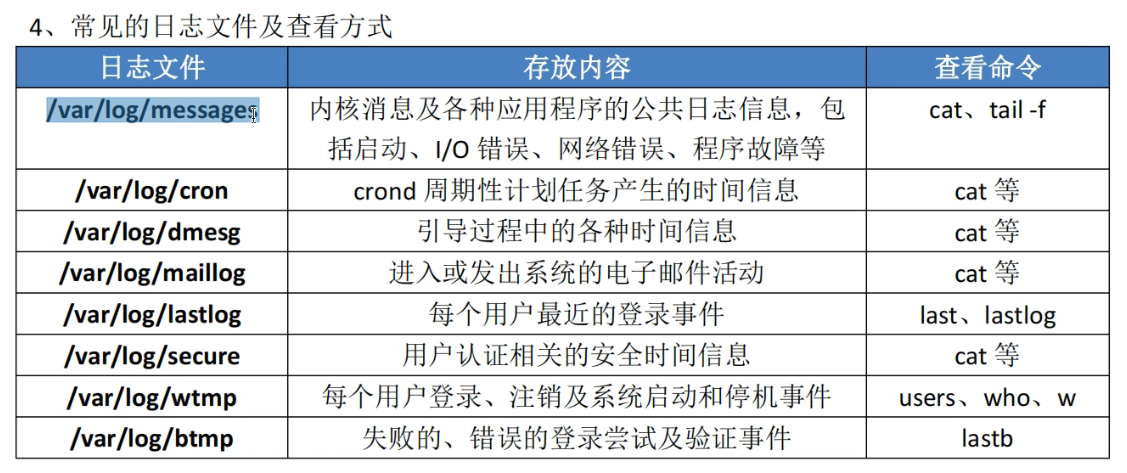 4、常见的日志文件及查看方式
日志文件 存放内容 查看命令
/var/log/messages 内核消息及各种应用程序的公共日志信息，包 cat、tail -f
括启动、I/O 错误、网络错误、程序故障等
/var/log/cron crond 周期性计划任务产生的时间信息 cat 等
/var/log/dmesg 引导过程中的各种时间信息 cat 等
/var/log/maillog 进入或发出系统的电子邮件活动 cat 等
/var/log/lastlog 每个用户最近的登录事件 last、lastlog
/var/log/secure 用户认证相关的安全时间信息 cat 等
/var/log/wtmp 每个用户登录、注销及系统启动和停机事件 users、who、w
/var/log/btmp 失败的、错误的登录尝试及验证事件 lastb